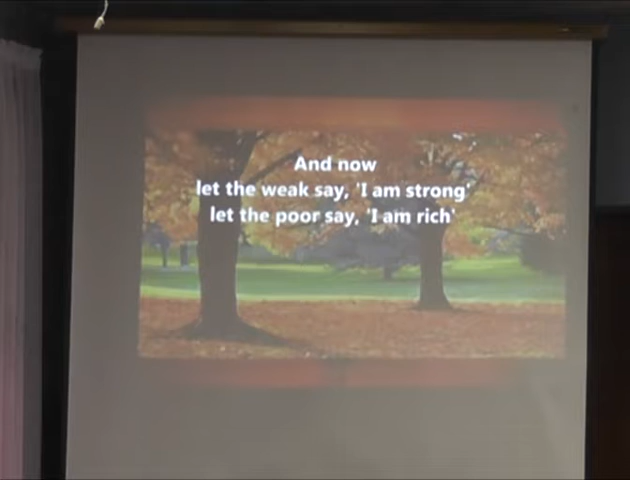 And now
let the weak say, 'I am strong'
let the poor say, 'I am rich'